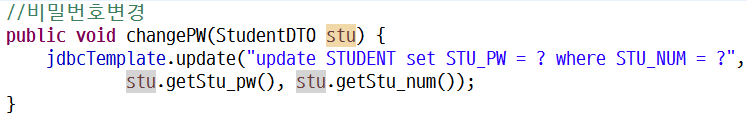 //비밀번호변경
public void changePW(StudentDTO stu) {
    jdbcTemplate.update("update STUDENT set STU_PW = ? where STU_NUM = ?",
            stu.getStu_pw(), stu.getStu_num());
}